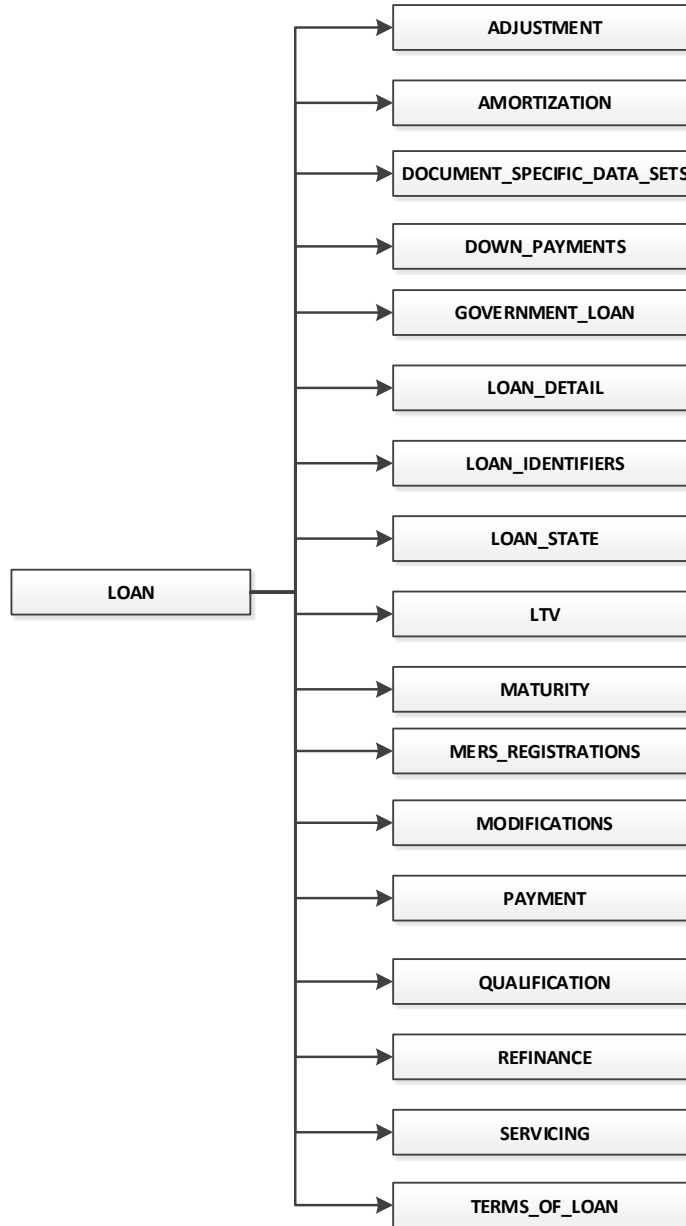 ADJUSTMENT
AMORTIZATION
DOCUMENT_SPECIFIC_DATA_SETS
DOWN_PAYMENTS
GOVERNMENT_LOAN
LOAN_DETAIL
LOAN_IDENTIFIERS
LOAN_STATE
LOAN
LTV
MATURITY
MERS_REGISTRATIONS
MODIFICATIONS
PAYMENT
QUALIFICATION
REFINANCE
SERVICING
TERMS_OF_LOAN